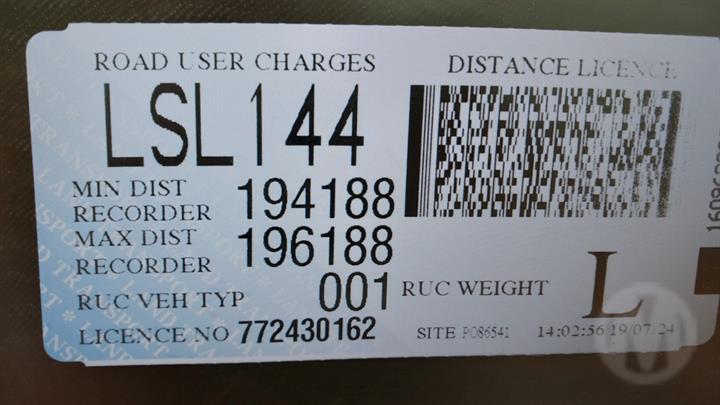 ROAD USER CHARGES DISTANCE LICENCE
LSL144
MIN DIST
RECORDER 194188
MAX DIST
RECORDER 196188
RUC VEH TYP 001 RUC WEIGHT L
LICENCE NO 772430162 SITE PO86541 14:02:56 19/07/24